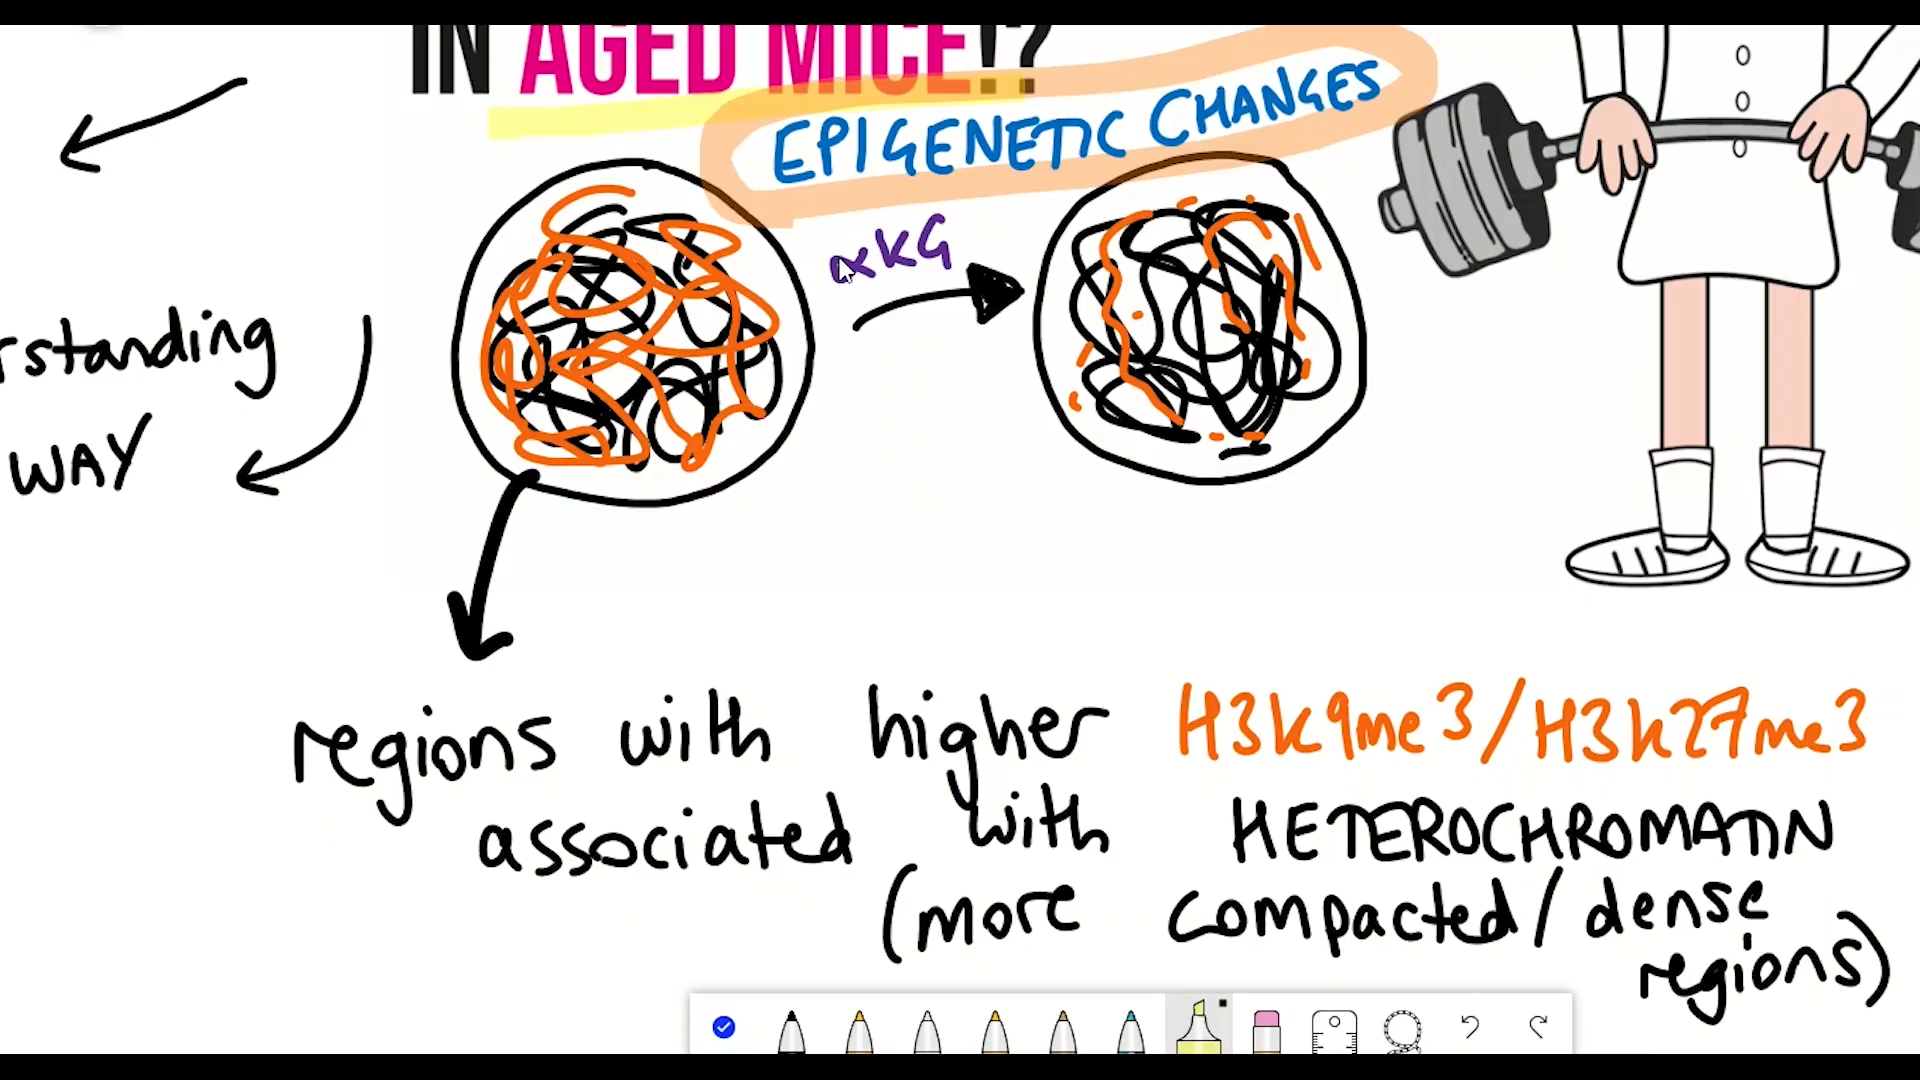 IN AGED MICE!?
EPIGENETIC CHANGES
αKG
rstanding
WAY
regions with higher H3K9me3/H3K27me3
associated with HETEROCHROMATIN
(more compacted/dense
regions)